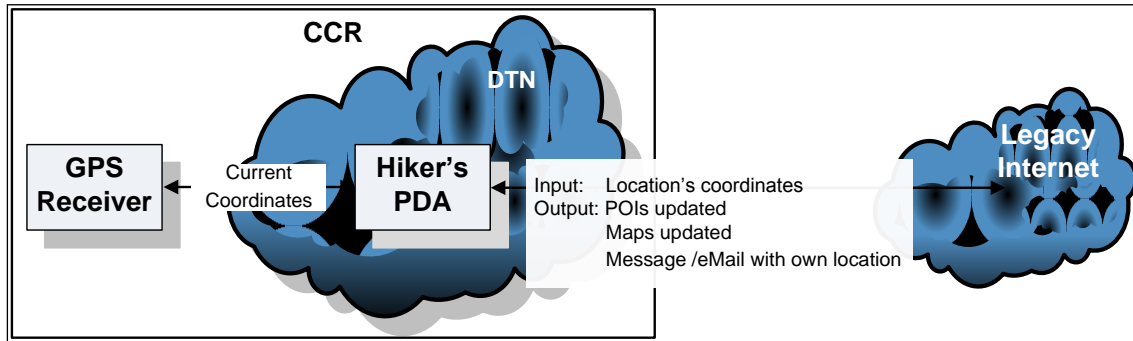 CCR
DTN
Legacy
Internet
GPS
Receiver
Current
Coordinates
Hiker's
PDA
Input: Location's coordinates
Output: POIs updated
Maps updated
Message /eMail with own location